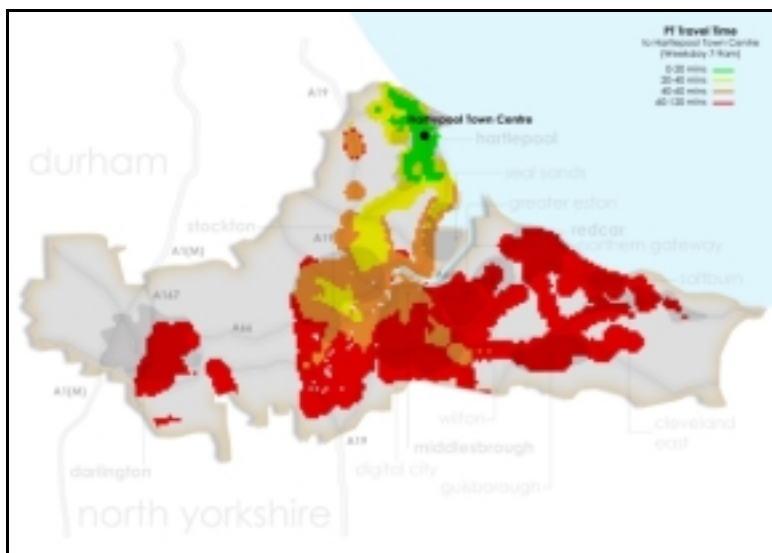 PT Travel Time
to Hartlepool Town Centre
(Weekday 7-9am)
0-20 mins
20-40 mins
40-60 mins
60-120 mins
A19
Hartlepool Town Centre
hartlepool
durham
seal sands
greater eston
stockton
redcar
A19
northern gateway
A1(M)
saltburn
A167
A66
A1(M)
wilton
cleveland
east
A19
middlesbrough
darlington
digital city
guisborough
north yorkshire